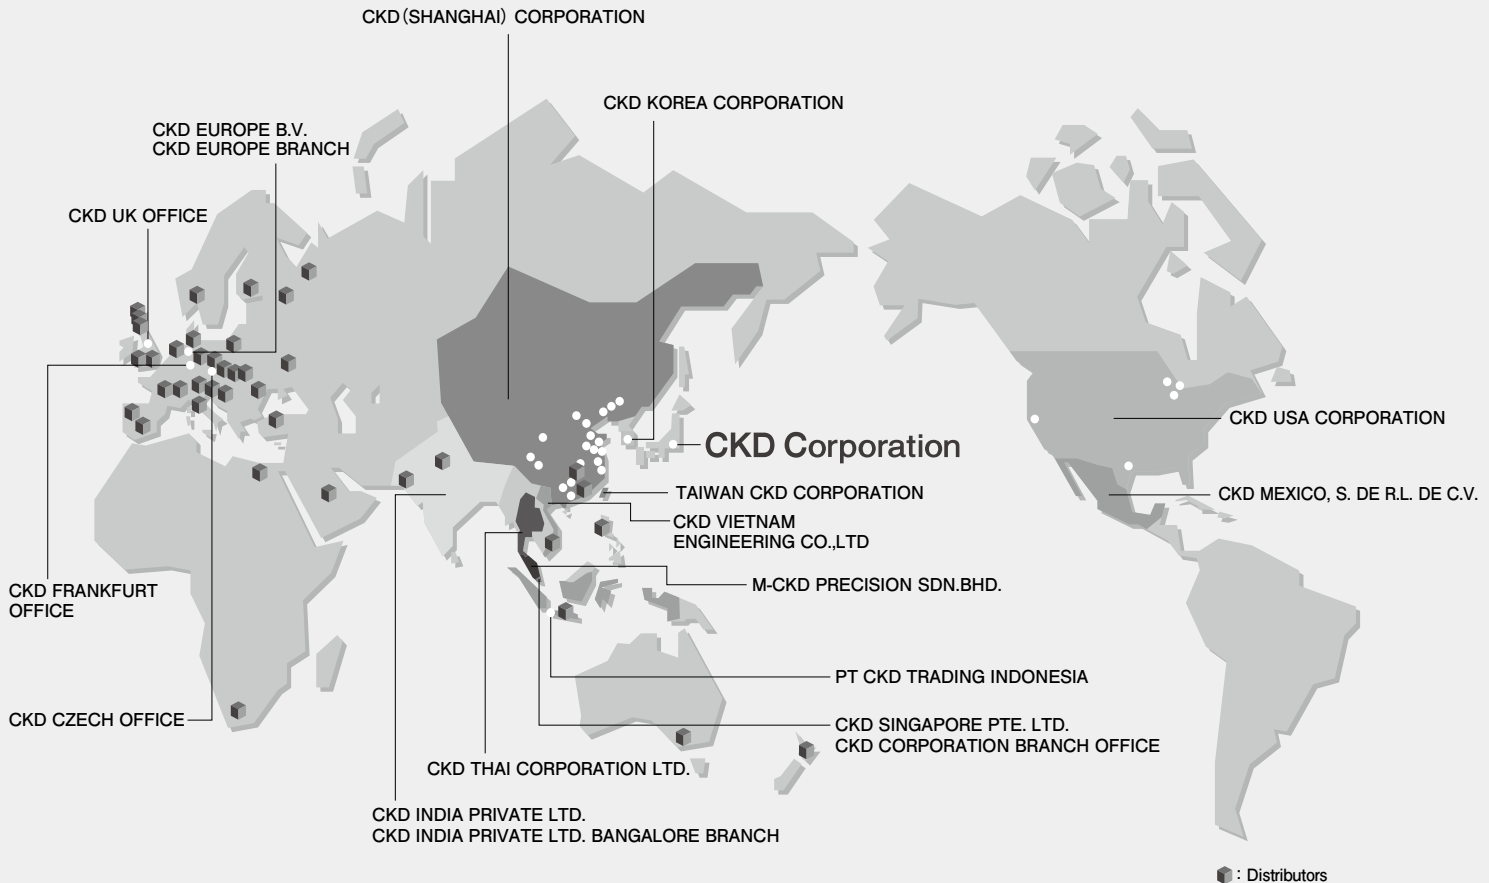 CKD(SHANGHAI) CORPORATION
CKD KOREA CORPORATION
CKD EUROPE B.V.
CKD EUROPE BRANCH
CKD UK OFFICE
CKD USA CORPORATION
CKD Corporation
TAIWAN CKD CORPORATION
CKD MEXICO, S. DE R.L. DE C.V.
CKD VIETNAM
ENGINEERING CO.,LTD
M-CKD PRECISION SDN.BHD.
CKD FRANKFURT
OFFICE
PT CKD TRADING INDONESIA
CKD CZECH OFFICE
CKD SINGAPORE PTE. LTD.
CKD CORPORATION BRANCH OFFICE
CKD THAI CORPORATION LTD.
CKD INDIA PRIVATE LTD.
CKD INDIA PRIVATE LTD. BANGALORE BRANCH
: Distributors